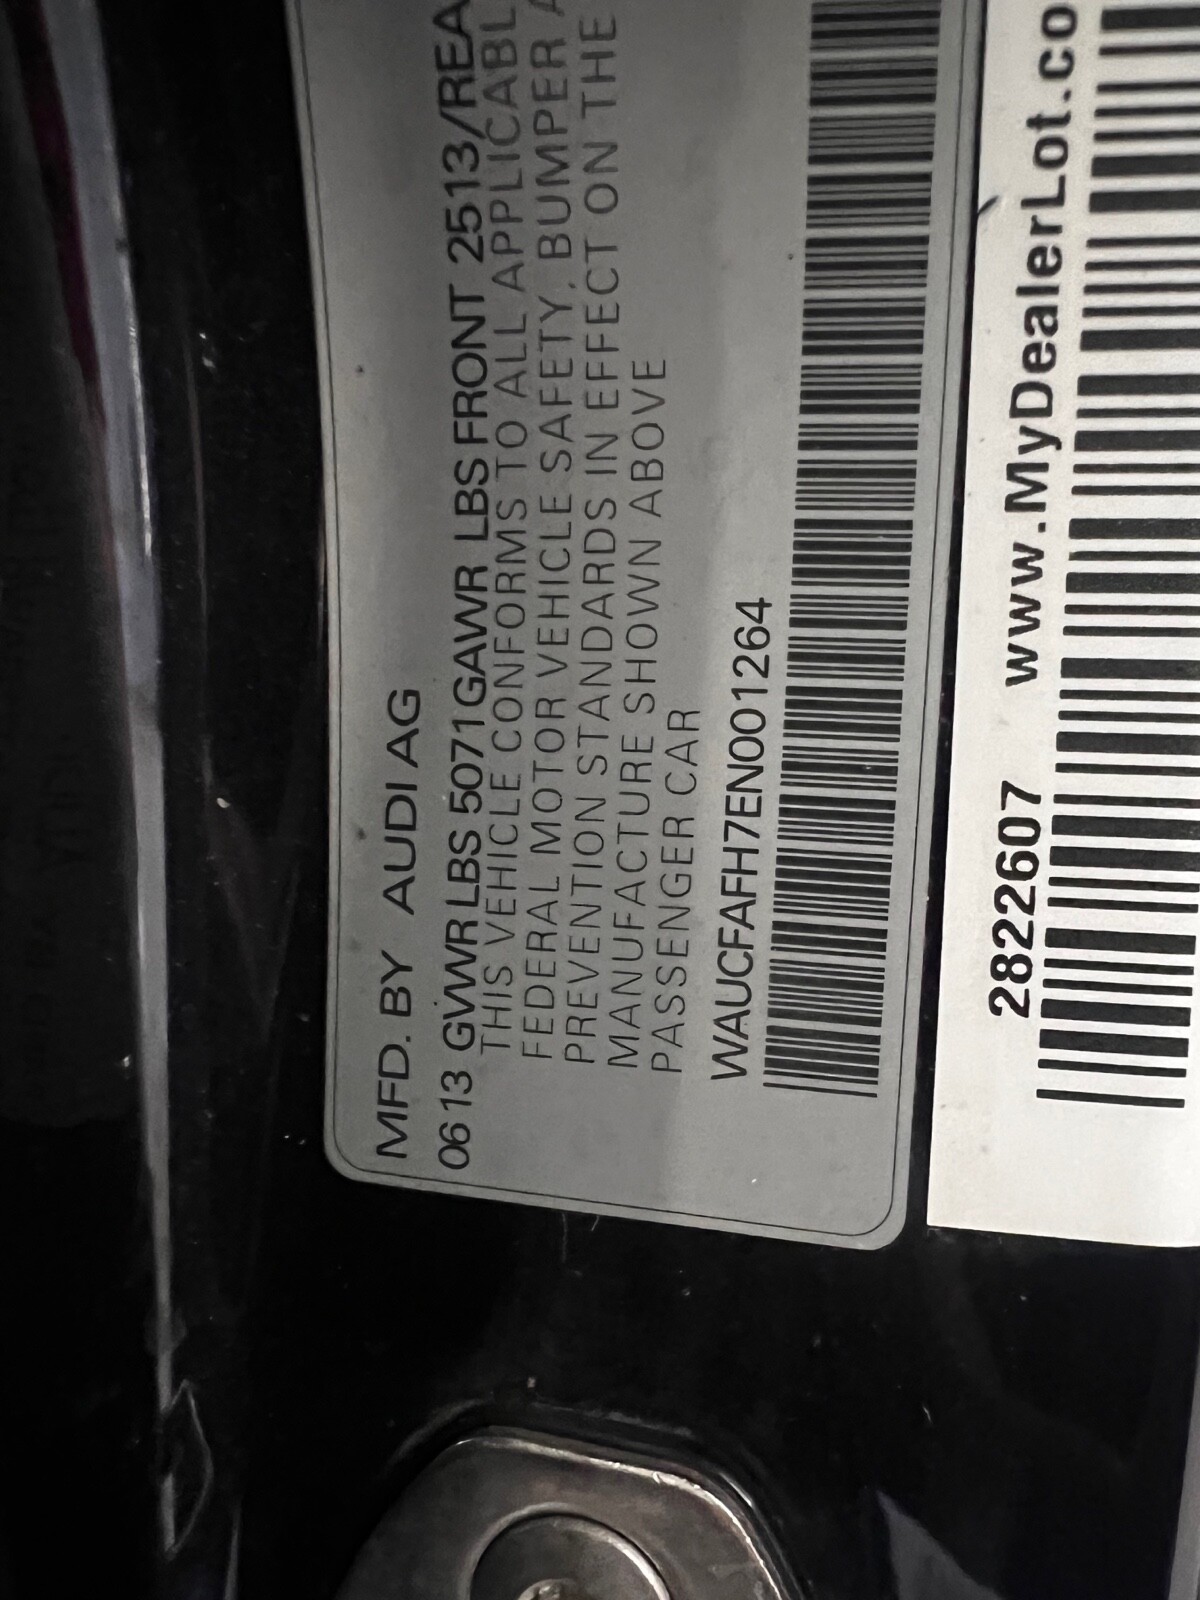 MFD. BY AUDI AG
0613 GVWR LBS 5071 GAWR LBS FRONT 2513/REA
THIS VEHICLE CONFORMS TO ALL APPLICABL
FEDERAL MOTOR VEHICLE SAFETY, BUMPER A
PREVENTION STANDARDS IN EFFECT ON THE
MANUFACTURE SHOWN ABOVE
PASSENGER CAR
WAUCFAFH7EN001264
2822607 www.MyDealerLot.co